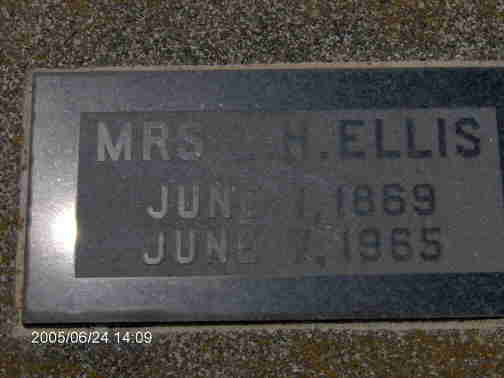 MRS H. ELLIS
JUNE 1, 1869
JUNE 7, 1965
2005/06/24 14:09